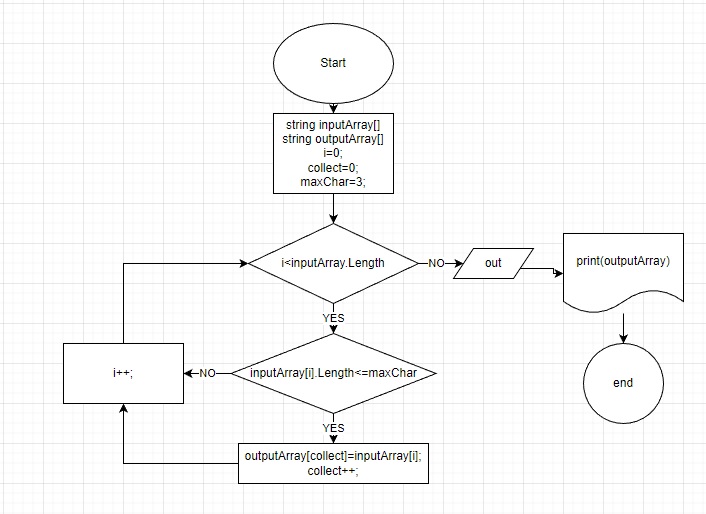 Start
string inputArray[]
string outputArray[]
i=0;
collect=0;
maxChar=3;
i<inputArray.Length
NO
out
print(outputArray)
YES
inputArray[i].Length<=maxChar
NO
i++;
end
YES
outputArray[collect]=inputArray[i];
collect++;